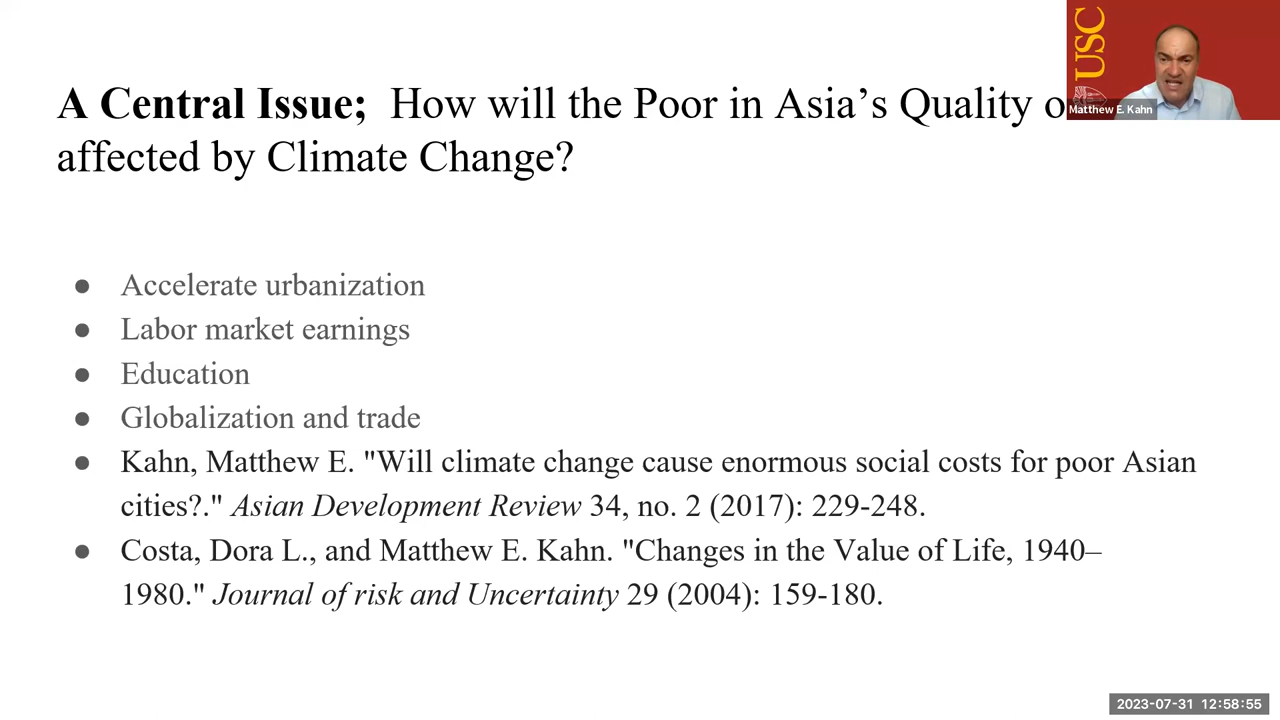 USC
Matthew E. Kahn
A Central Issue; How will the Poor in Asia’s Quality
affected by Climate Change?
● Accelerate urbanization
● Labor market earnings
● Education
● Globalization and trade
● Kahn, Matthew E. "Will climate change cause enormous social costs for poor Asian
cities?." Asian Development Review 34, no. 2 (2017): 229-248.
● Costa, Dora L., and Matthew E. Kahn. "Changes in the Value of Life, 1940–
1980." Journal of risk and Uncertainty 29 (2004): 159-180.
2023-07-31 12:58:55